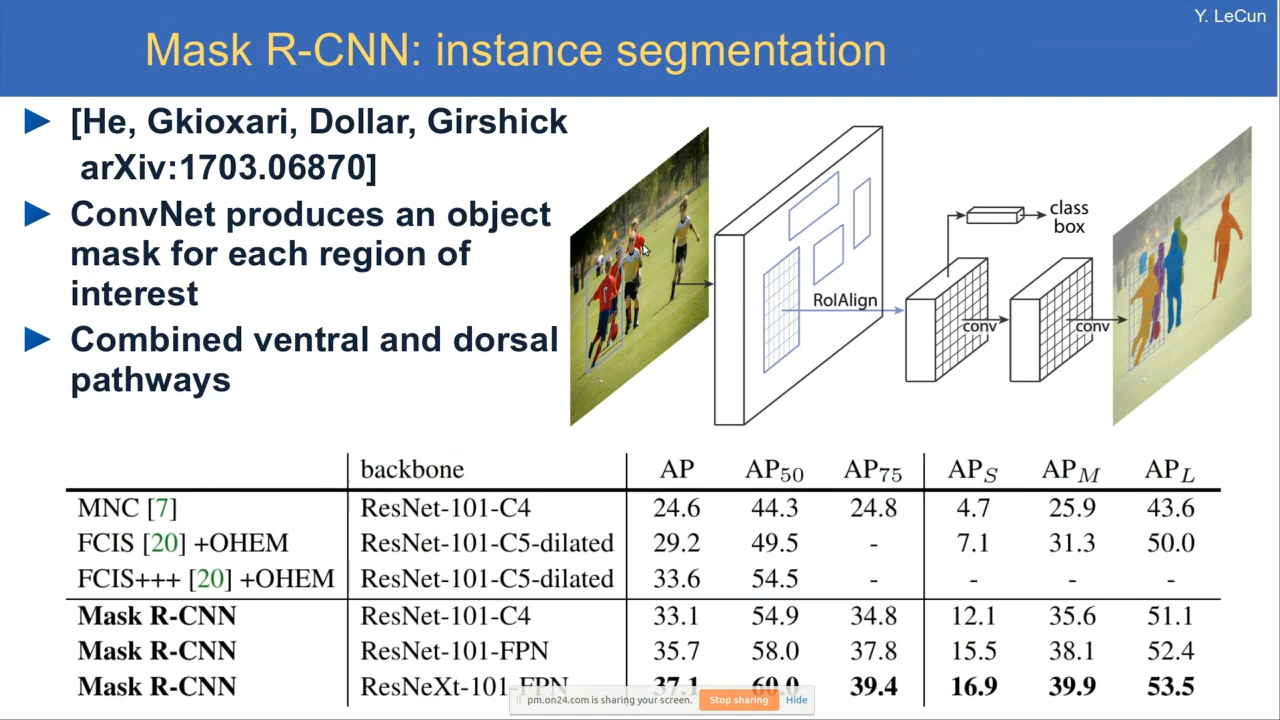 Y. LeCun
Mask R-CNN: instance segmentation
[He, Gkioxari, Dollar, Girshick
arXiv:1703.06870]
ConvNet produces an object
mask for each region of
interest
Combined ventral and dorsal
pathways
RoIAlign
class
box
conv
conv
backbone AP AP50 AP75 APS APM APL
MNC [7] ResNet-101-C4 24.6 44.3 24.8 4.7 25.9 43.6
FCIS [20] +OHEM ResNet-101-C5-dilated 29.2 49.5 - 7.1 31.3 50.0
FCIS+++ [20] +OHEM ResNet-101-C5-dilated 33.6 54.5 - - - -
Mask R-CNN ResNet-101-C4 33.1 54.9 34.8 12.1 35.6 51.1
Mask R-CNN ResNet-101-FPN 35.7 58.0 37.8 15.5 38.1 52.4
Mask R-CNN ResNeXt-101-FPN 37.1 60.0 39.4 16.9 39.9 53.5
pm.on24.com is sharing your screen. Stop sharing Hide